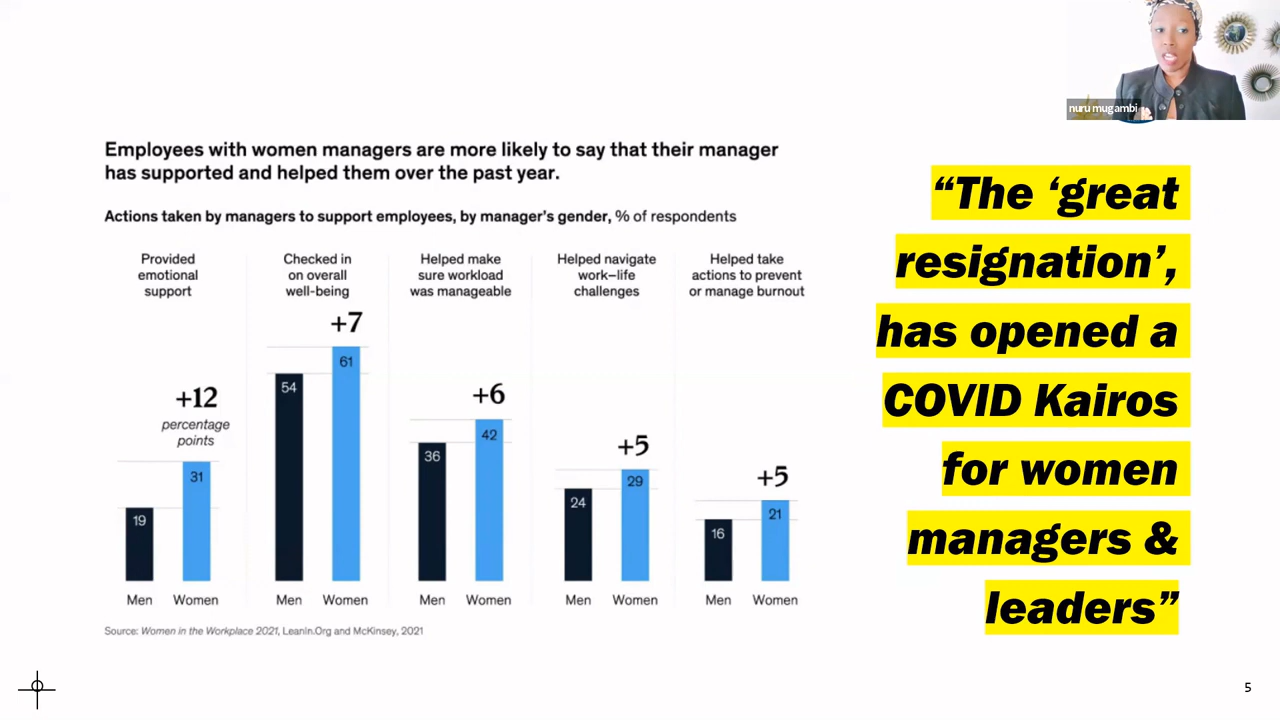 nuru mugambi
Employees with women managers are more likely to say that their manager
has supported and helped them over the past year.
Actions taken by managers to support employees, by manager's gender, % of respondents
Provided
emotional
support
Checked in
on overall
well-being
Helped make
sure workload
was manageable
Helped navigate
work–life
challenges
Helped take
actions to prevent
or manage burnout
+12
percentage
points
19
31
Men Women
+7
54
61
Men Women
+6
36
42
Men Women
+5
24
29
Men Women
+5
16
21
Men Women
Source: Women in the Workplace 2021, LeanIn.Org and McKinsey, 2021
“The ‘great
resignation’,
has opened a
COVID Kairos
for women
managers &
leaders”
5